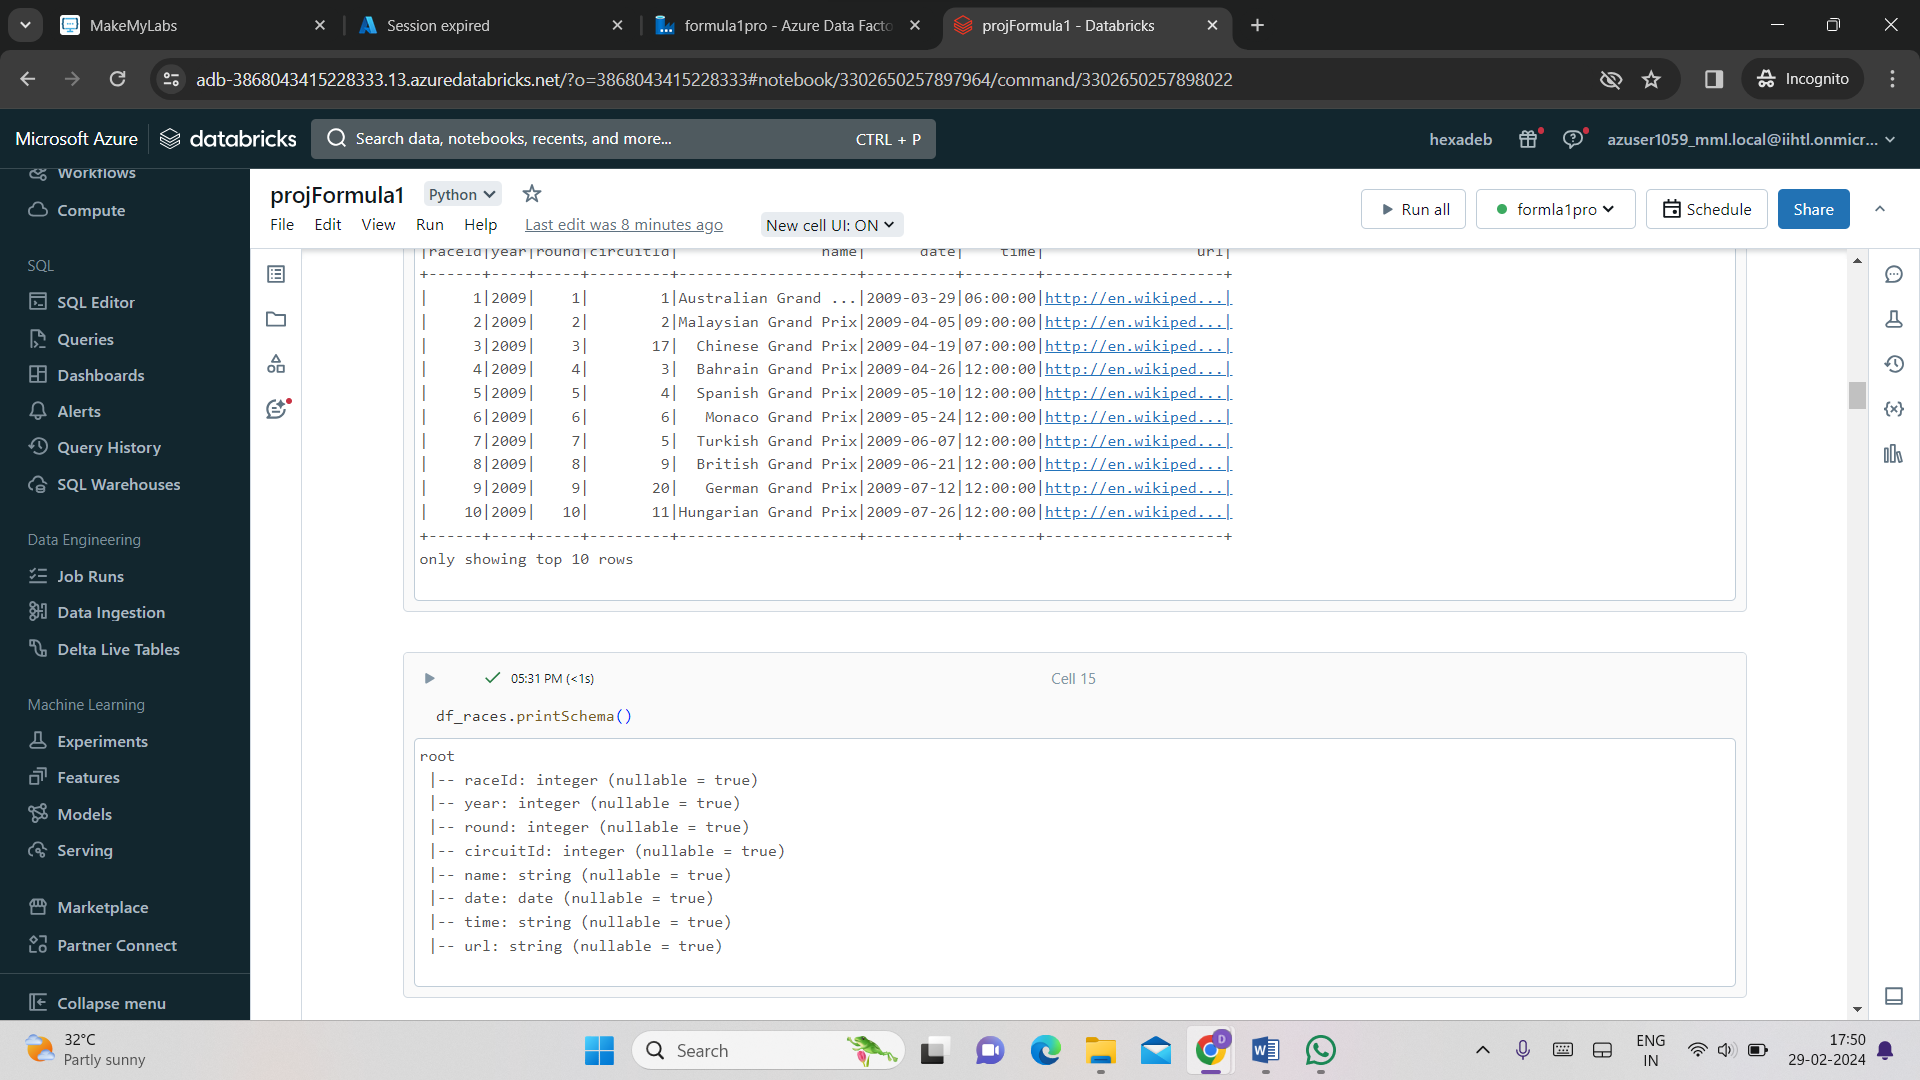 MakeMyLabs
Session expired
formula1pro - Azure Data Facto
projFormula1 - Databricks
adb-3868043415228333.13.azuredatabricks.net/?o=3868043415228333#notebook/3302650257897964/command/3302650257898022
Incognito
Microsoft Azure
databricks
Search data, notebooks, recents, and more...
CTRL + P
hexadeb
azuser1059_mml.local@iihtl.onmicr...
Workflows
Compute
SQL
SQL Editor
Queries
Dashboards
Alerts
Query History
SQL Warehouses
Data Engineering
Job Runs
Data Ingestion
Delta Live Tables
Machine Learning
Experiments
Features
Models
Serving
Marketplace
Partner Connect
Collapse menu
projFormula1
Python
File Edit View Run Help
Last edit was 8 minutes ago
New cell UI: ON
Run all
formla1pro
Schedule
Share
|raceId|year|round|circuitId| name| date| time| url|
+------+----+-----+---------+--------------------+----------+--------+--------------------+
| 1|2009| 1| 1|Australian Grand ...|2009-03-29|06:00:00|http://en.wikiped...|
| 2|2009| 2| 2|Malaysian Grand Prix|2009-04-05|09:00:00|http://en.wikiped...|
| 3|2009| 3| 17| Chinese Grand Prix|2009-04-19|07:00:00|http://en.wikiped...|
| 4|2009| 4| 3| Bahrain Grand Prix|2009-04-26|12:00:00|http://en.wikiped...|
| 5|2009| 5| 4| Spanish Grand Prix|2009-05-10|12:00:00|http://en.wikiped...|
| 6|2009| 6| 6| Monaco Grand Prix|2009-05-24|12:00:00|http://en.wikiped...|
| 7|2009| 7| 5| Turkish Grand Prix|2009-06-07|12:00:00|http://en.wikiped...|
| 8|2009| 8| 9| British Grand Prix|2009-06-21|12:00:00|http://en.wikiped...|
| 9|2009| 9| 20| German Grand Prix|2009-07-12|12:00:00|http://en.wikiped...|
| 10|2009| 10| 11|Hungarian Grand Prix|2009-07-26|12:00:00|http://en.wikiped...|
+------+----+-----+---------+--------------------+----------+--------+--------------------+
only showing top 10 rows
05:31 PM (<1s)
Cell 15
df_races.printSchema()
root
|-- raceId: integer (nullable = true)
|-- year: integer (nullable = true)
|-- round: integer (nullable = true)
|-- circuitId: integer (nullable = true)
|-- name: string (nullable = true)
|-- date: date (nullable = true)
|-- time: string (nullable = true)
|-- url: string (nullable = true)
32°C
Partly sunny
Search
D
ENG
IN
17:50
29-02-2024